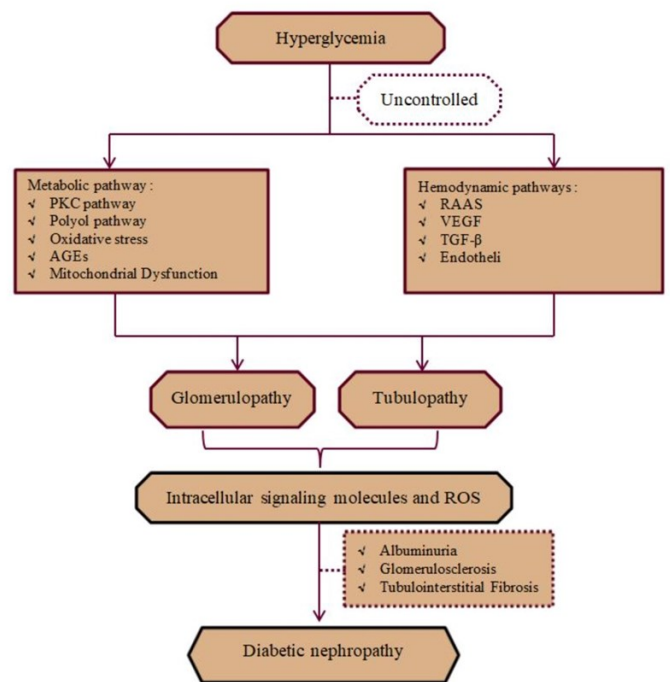 Hyperglycemia
Uncontrolled
Metabolic pathway :
✓ PKC pathway
✓ Polyol pathway
✓ Oxidative stress
✓ AGEs
✓ Mitochondrial Dysfunction
Hemodynamic pathways :
✓ RAAS
✓ VEGF
✓ TGF-β
✓ Endotheli
Glomerulopathy
Tubulopathy
Intracellular signaling molecules and ROS
✓ Albuminuria
✓ Glomerulosclerosis
✓ Tubulointerstitial Fibrosis
Diabetic nephropathy